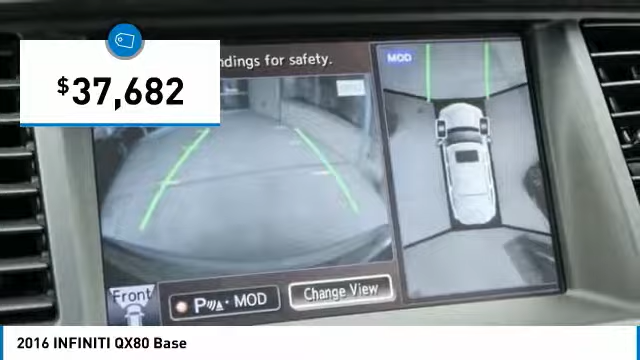 ndings for safety.
MOD
$37,682
Front
P MOD
Change View
2016 INFINITI QX80 Base